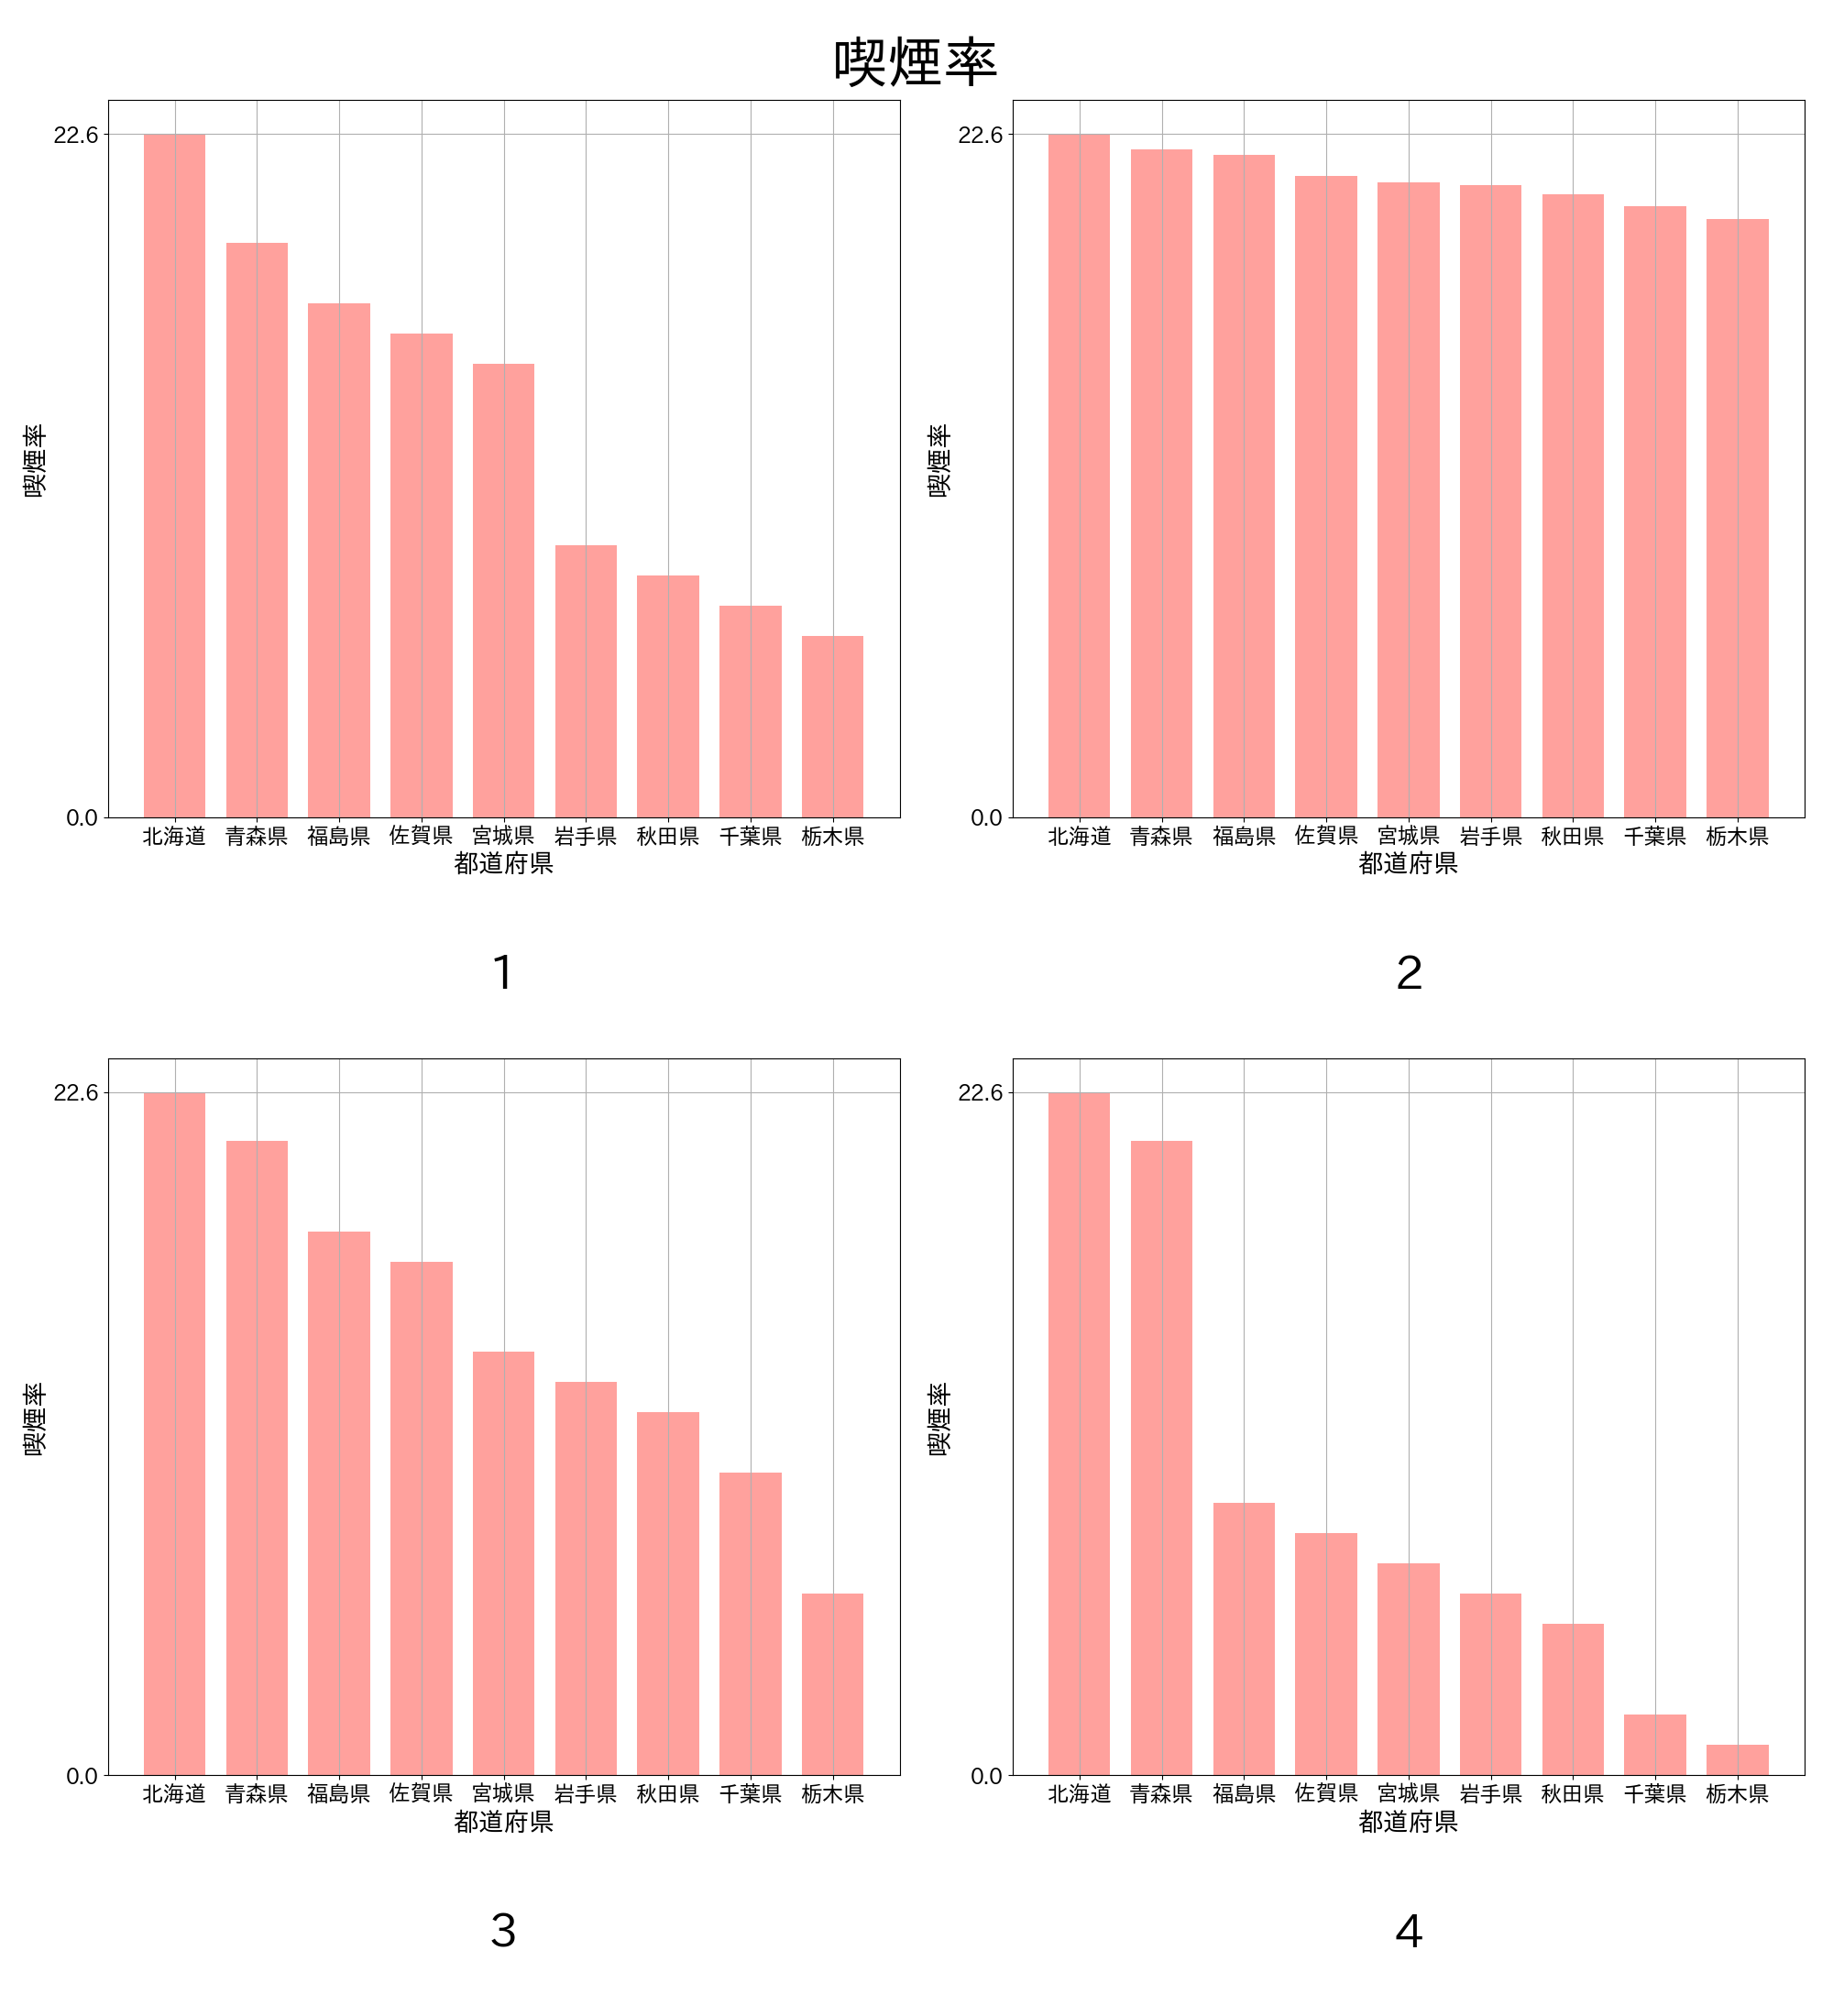 喫煙率
22.6
喫煙率
0.0
北海道 青森県 福島県 佐賀県 宮城県 岩手県 秋田県 千葉県 栃木県
都道府県
1
22.6
喫煙率
0.0
北海道 青森県 福島県 佐賀県 宮城県 岩手県 秋田県 千葉県 栃木県
都道府県
2
22.6
喫煙率
0.0
北海道 青森県 福島県 佐賀県 宮城県 岩手県 秋田県 千葉県 栃木県
都道府県
3
22.6
喫煙率
0.0
北海道 青森県 福島県 佐賀県 宮城県 岩手県 秋田県 千葉県 栃木県
都道府県
4